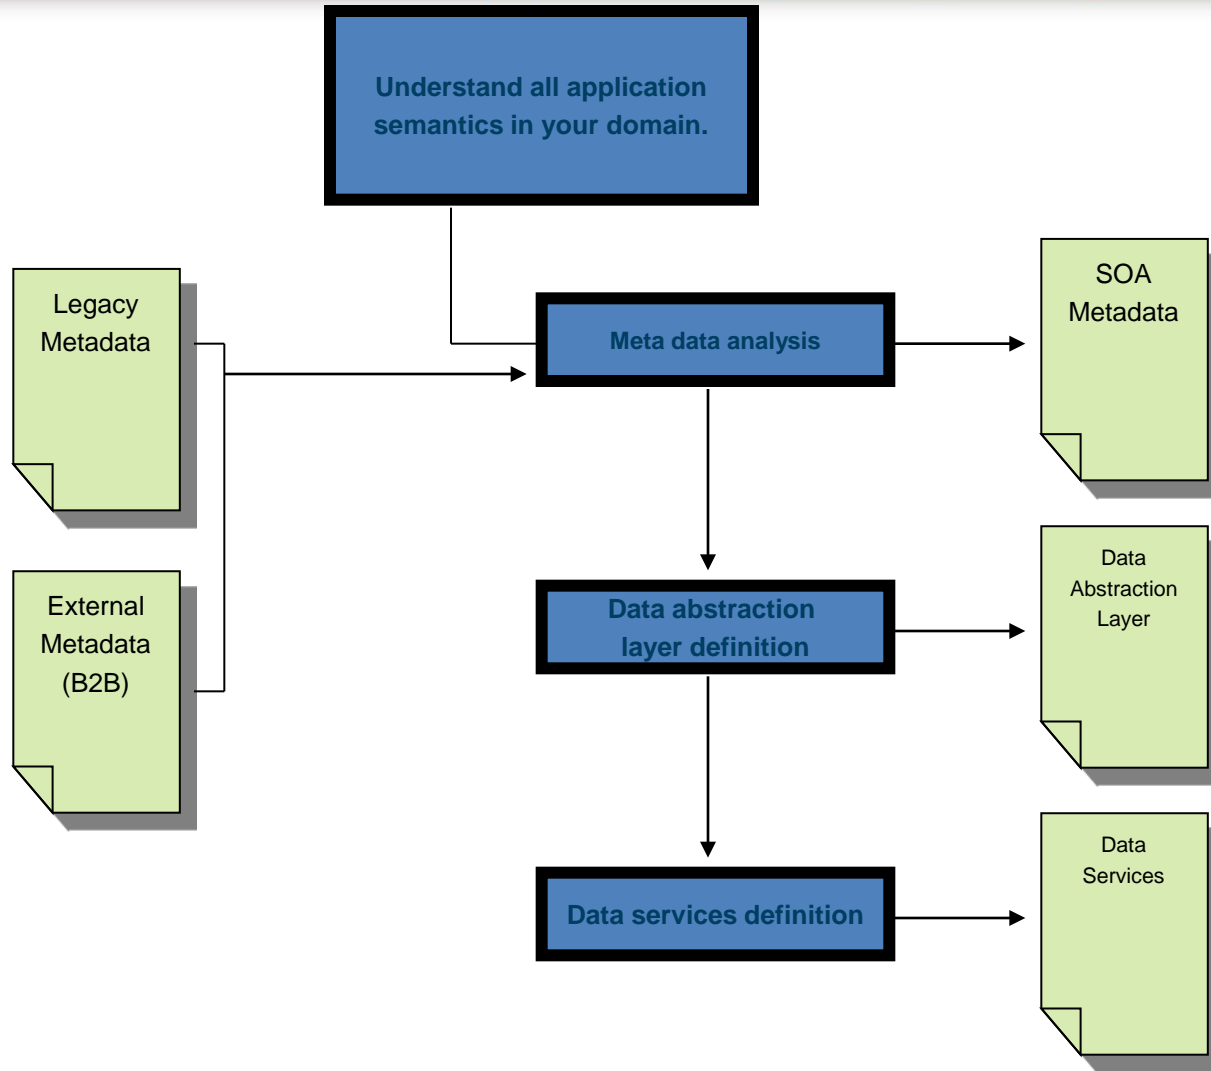 Understand all application
semantics in your domain.
Legacy
Metadata
SOA
Metadata
Meta data analysis
External
Metadata
(B2B)
Data abstraction
layer definition
Data
Abstraction
Layer
Data services definition
Data
Services